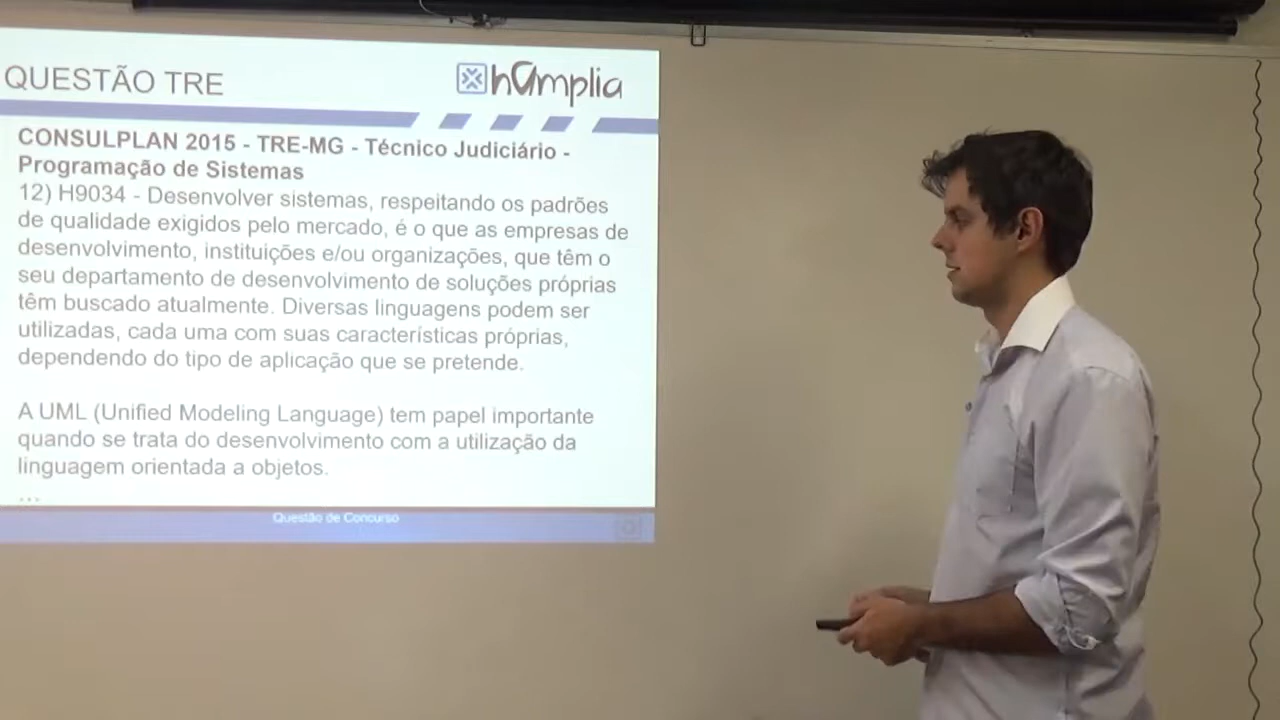 QUESTÃO TRE
hamplia
CONSULPLAN 2015 - TRE-MG - Técnico Judiciário -
Programação de Sistemas
12) H9034 - Desenvolver sistemas, respeitando os padrões
de qualidade exigidos pelo mercado, é o que as empresas de
desenvolvimento, instituições e/ou organizações, que têm o
seu departamento de desenvolvimento de soluções próprias
têm buscado atualmente. Diversas linguagens podem ser
utilizadas, cada uma com suas características próprias,
dependendo do tipo de aplicação que se pretende.
A UML (Unified Modeling Language) tem papel importante
quando se trata do desenvolvimento com a utilização da
linguagem orientada a objetos.
...
Questão de Concurso